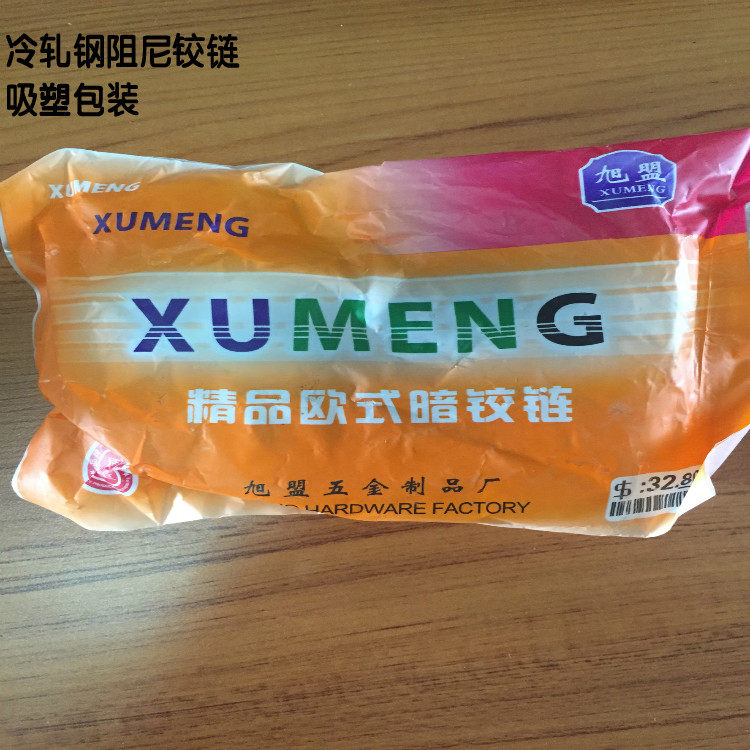 冷轧钢阻尼铰链
吸塑包装
旭盟
XUMENG
XUMENG
XUMENG
XUMENG
精品欧式暗铰链
旭盟五金制品厂
HARDWARE FACTORY